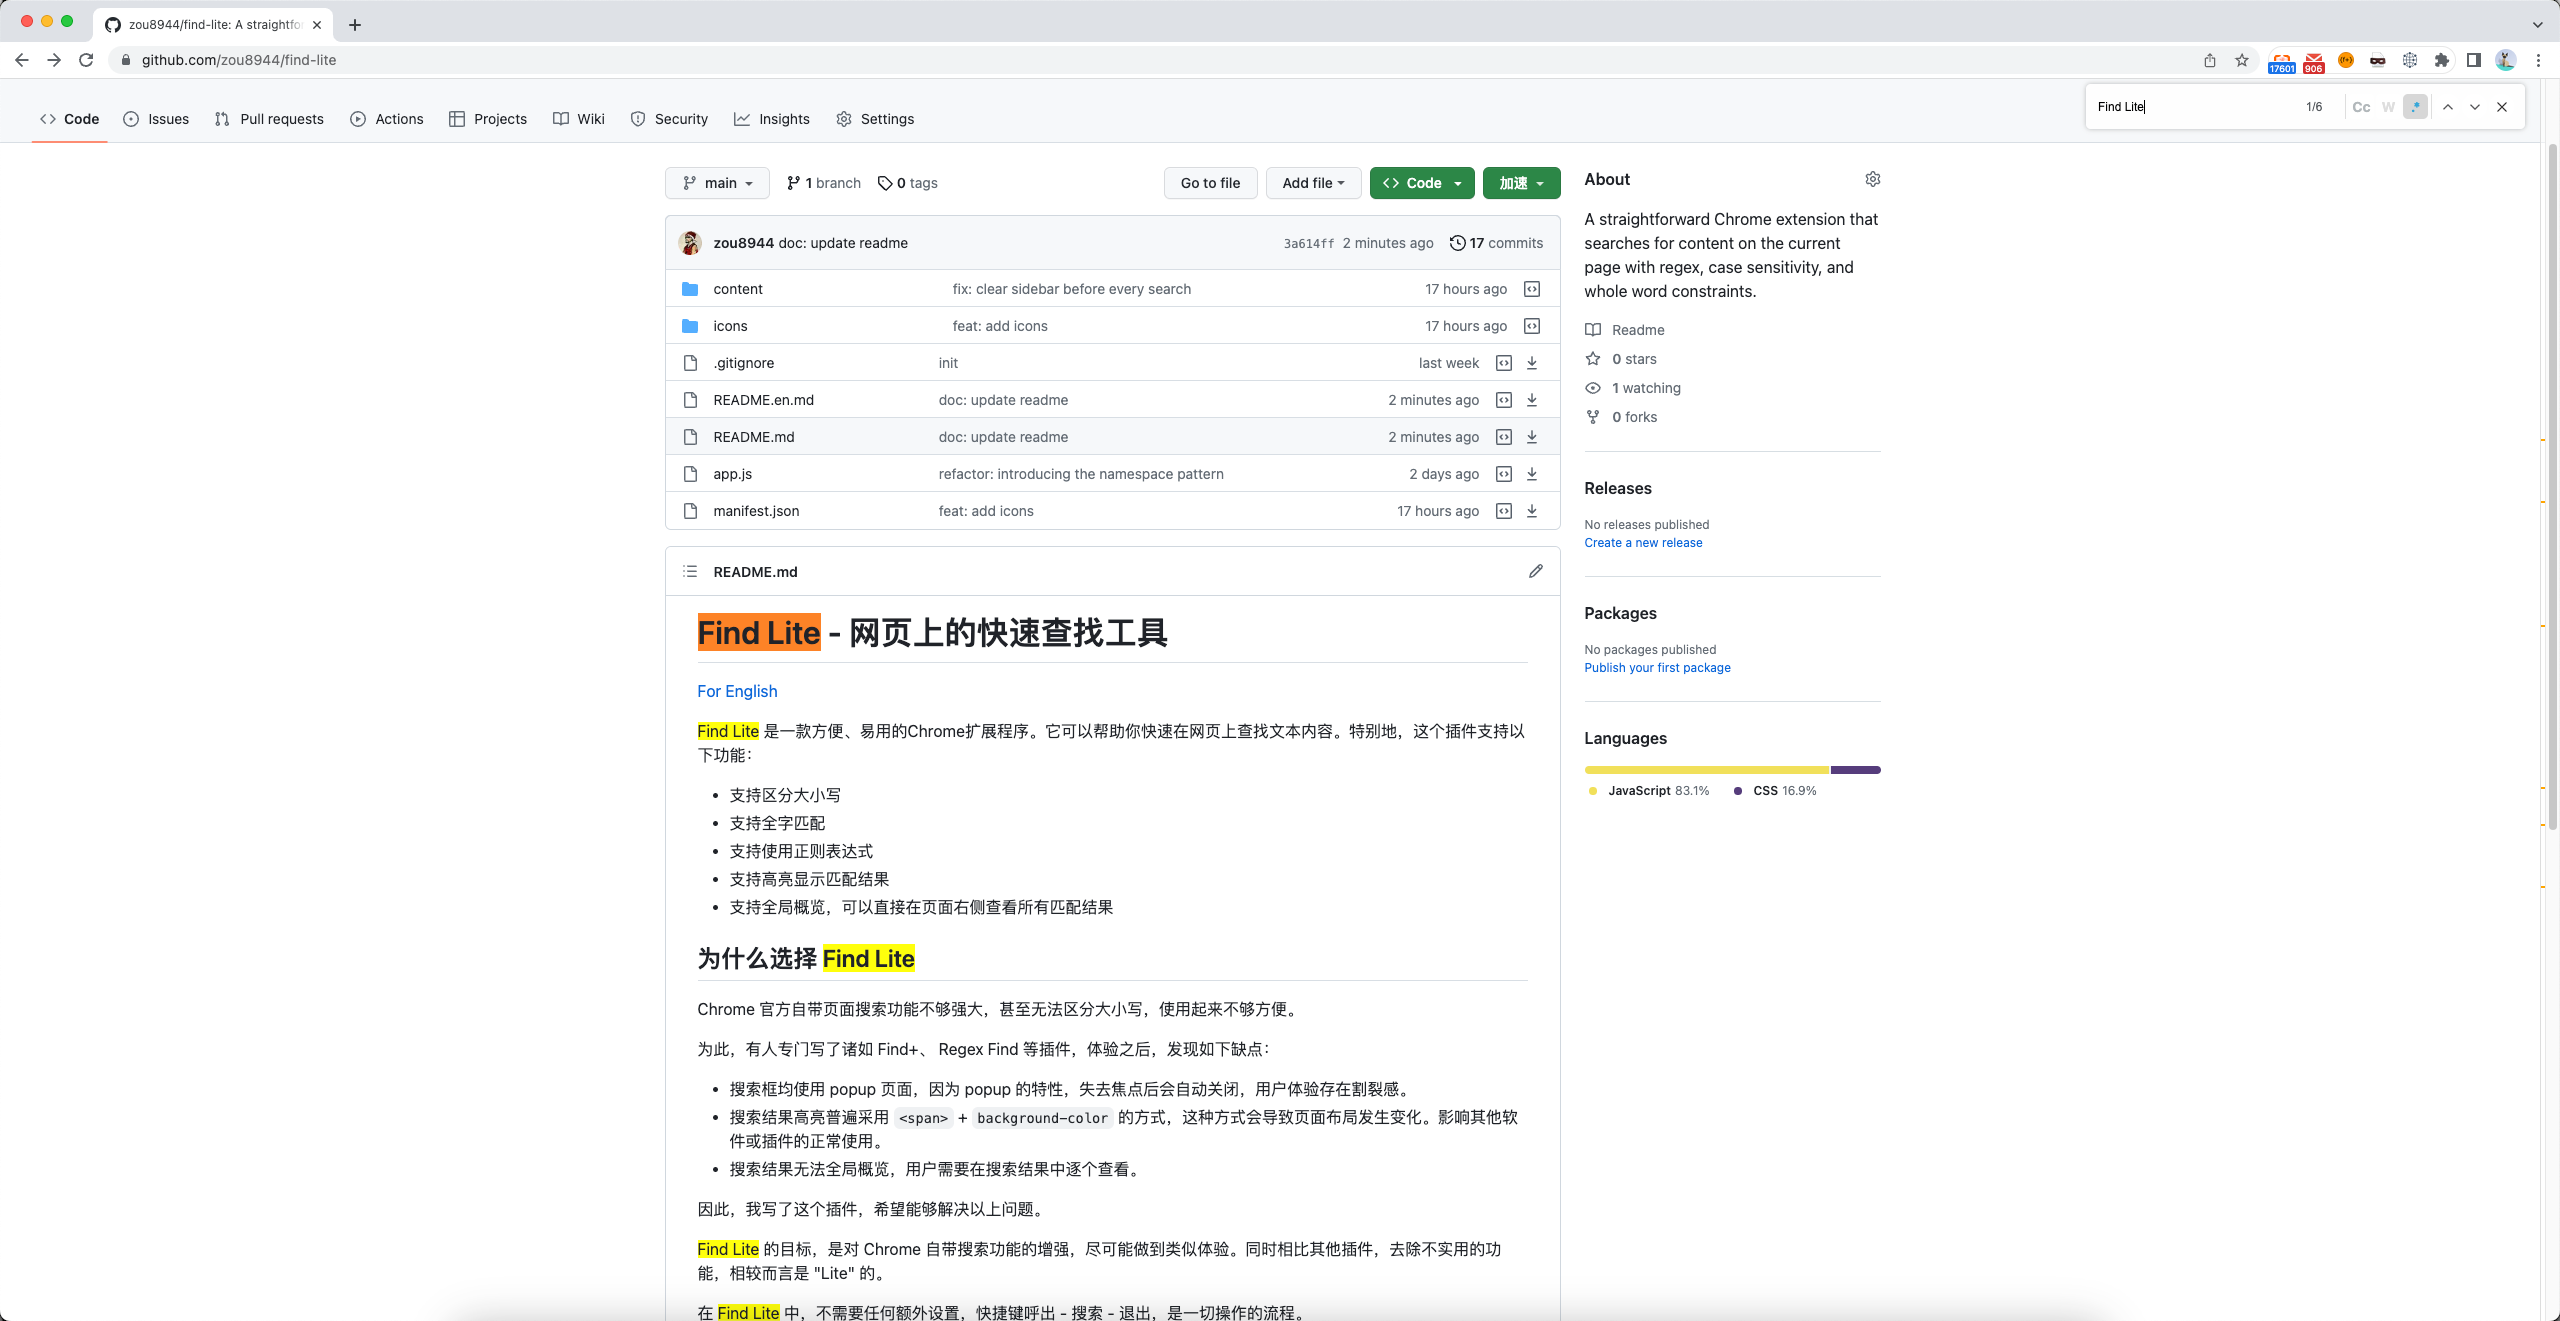 zou8944/find-lite: A straightfo
github.com/zou8944/find-lite
17601
906
Find Lite 1/6 Cc W .*
Code Issues Pull requests Actions Projects Wiki Security Insights Settings
main 1 branch 0 tags Go to file Add file Code 加速
zou8944 doc: update readme 3a614ff 2 minutes ago 17 commits
content fix: clear sidebar before every search 17 hours ago
icons feat: add icons 17 hours ago
.gitignore init last week
README.en.md doc: update readme 2 minutes ago
README.md doc: update readme 2 minutes ago
app.js refactor: introducing the namespace pattern 2 days ago
manifest.json feat: add icons 17 hours ago
README.md
Find Lite - 网页上的快速查找工具
For English
Find Lite 是一款方便、易用的Chrome扩展程序。它可以帮助你快速在网页上查找文本内容。特别地，这个插件支持以
下功能：
• 支持区分大小写
• 支持全字匹配
• 支持使用正则表达式
• 支持高亮显示匹配结果
• 支持全局概览，可以直接在页面右侧查看所有匹配结果
为什么选择 Find Lite
Chrome 官方自带页面搜索功能不够强大，甚至无法区分大小写，使用起来不够方便。
为此，有人专门写了诸如 Find+、 Regex Find 等插件，体验之后，发现如下缺点：
• 搜索框均使用 popup 页面，因为 popup 的特性，失去焦点后会自动关闭，用户体验存在割裂感。
• 搜索结果高亮普遍采用 <span> + background-color 的方式，这种方式会导致页面布局发生变化。影响其他软
件或插件的正常使用。
• 搜索结果无法全局概览，用户需要在搜索结果中逐个查看。
因此，我写了这个插件，希望能够解决以上问题。
Find Lite 的目标，是对 Chrome 自带搜索功能的增强，尽可能做到类似体验。同时相比其他插件，去除不实用的功
能，相较而言是 "Lite" 的。
在 Find Lite 中，不需要任何额外设置，快捷键呼出 - 搜索 - 退出，是一切操作的流程。
About
A straightforward Chrome extension that
searches for content on the current
page with regex, case sensitivity, and
whole word constraints.
Readme
0 stars
1 watching
0 forks
Releases
No releases published
Create a new release
Packages
No packages published
Publish your first package
Languages
JavaScript 83.1% CSS 16.9%